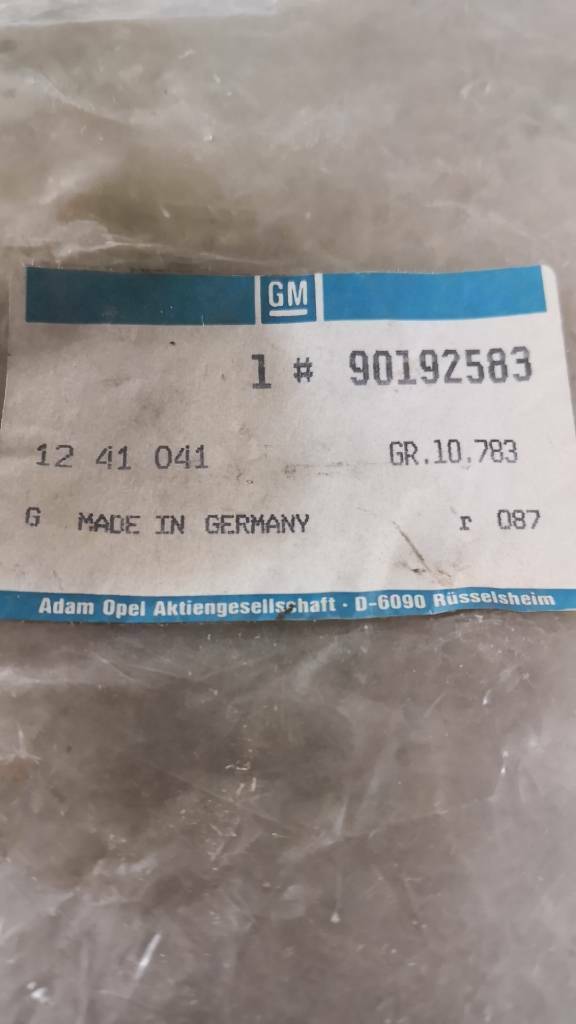 GM
1 # 90192583
12 41 041 GR.10.783
G MADE IN GERMANY r 087
Adam Opel Aktiengesellschaft · D-6090 Rüsselsheim